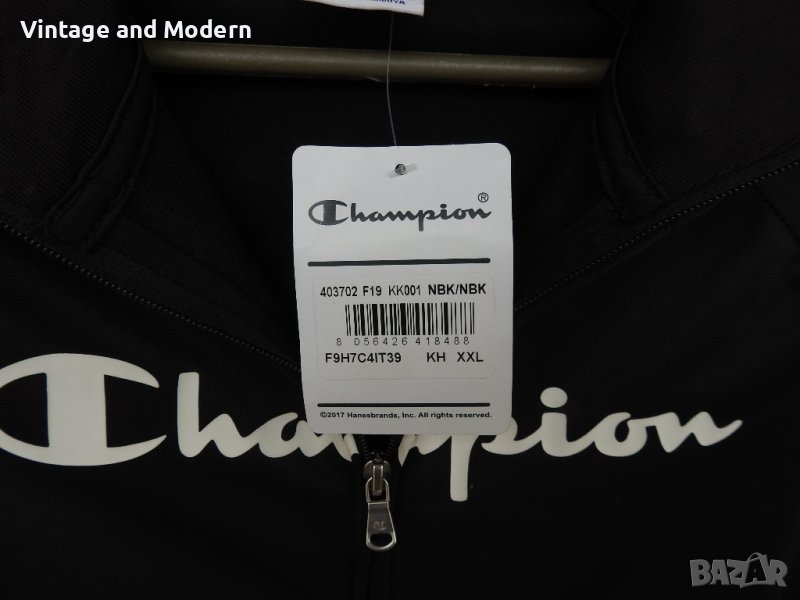 Vintage and Modern
Champion®
403702 F19 KK001 NBK/NBK
8 056426 418488
F9H7C4IT39 KH XXL
©2017 Hanesbrands, Inc. All rights reserved.
Champion
BAZAR